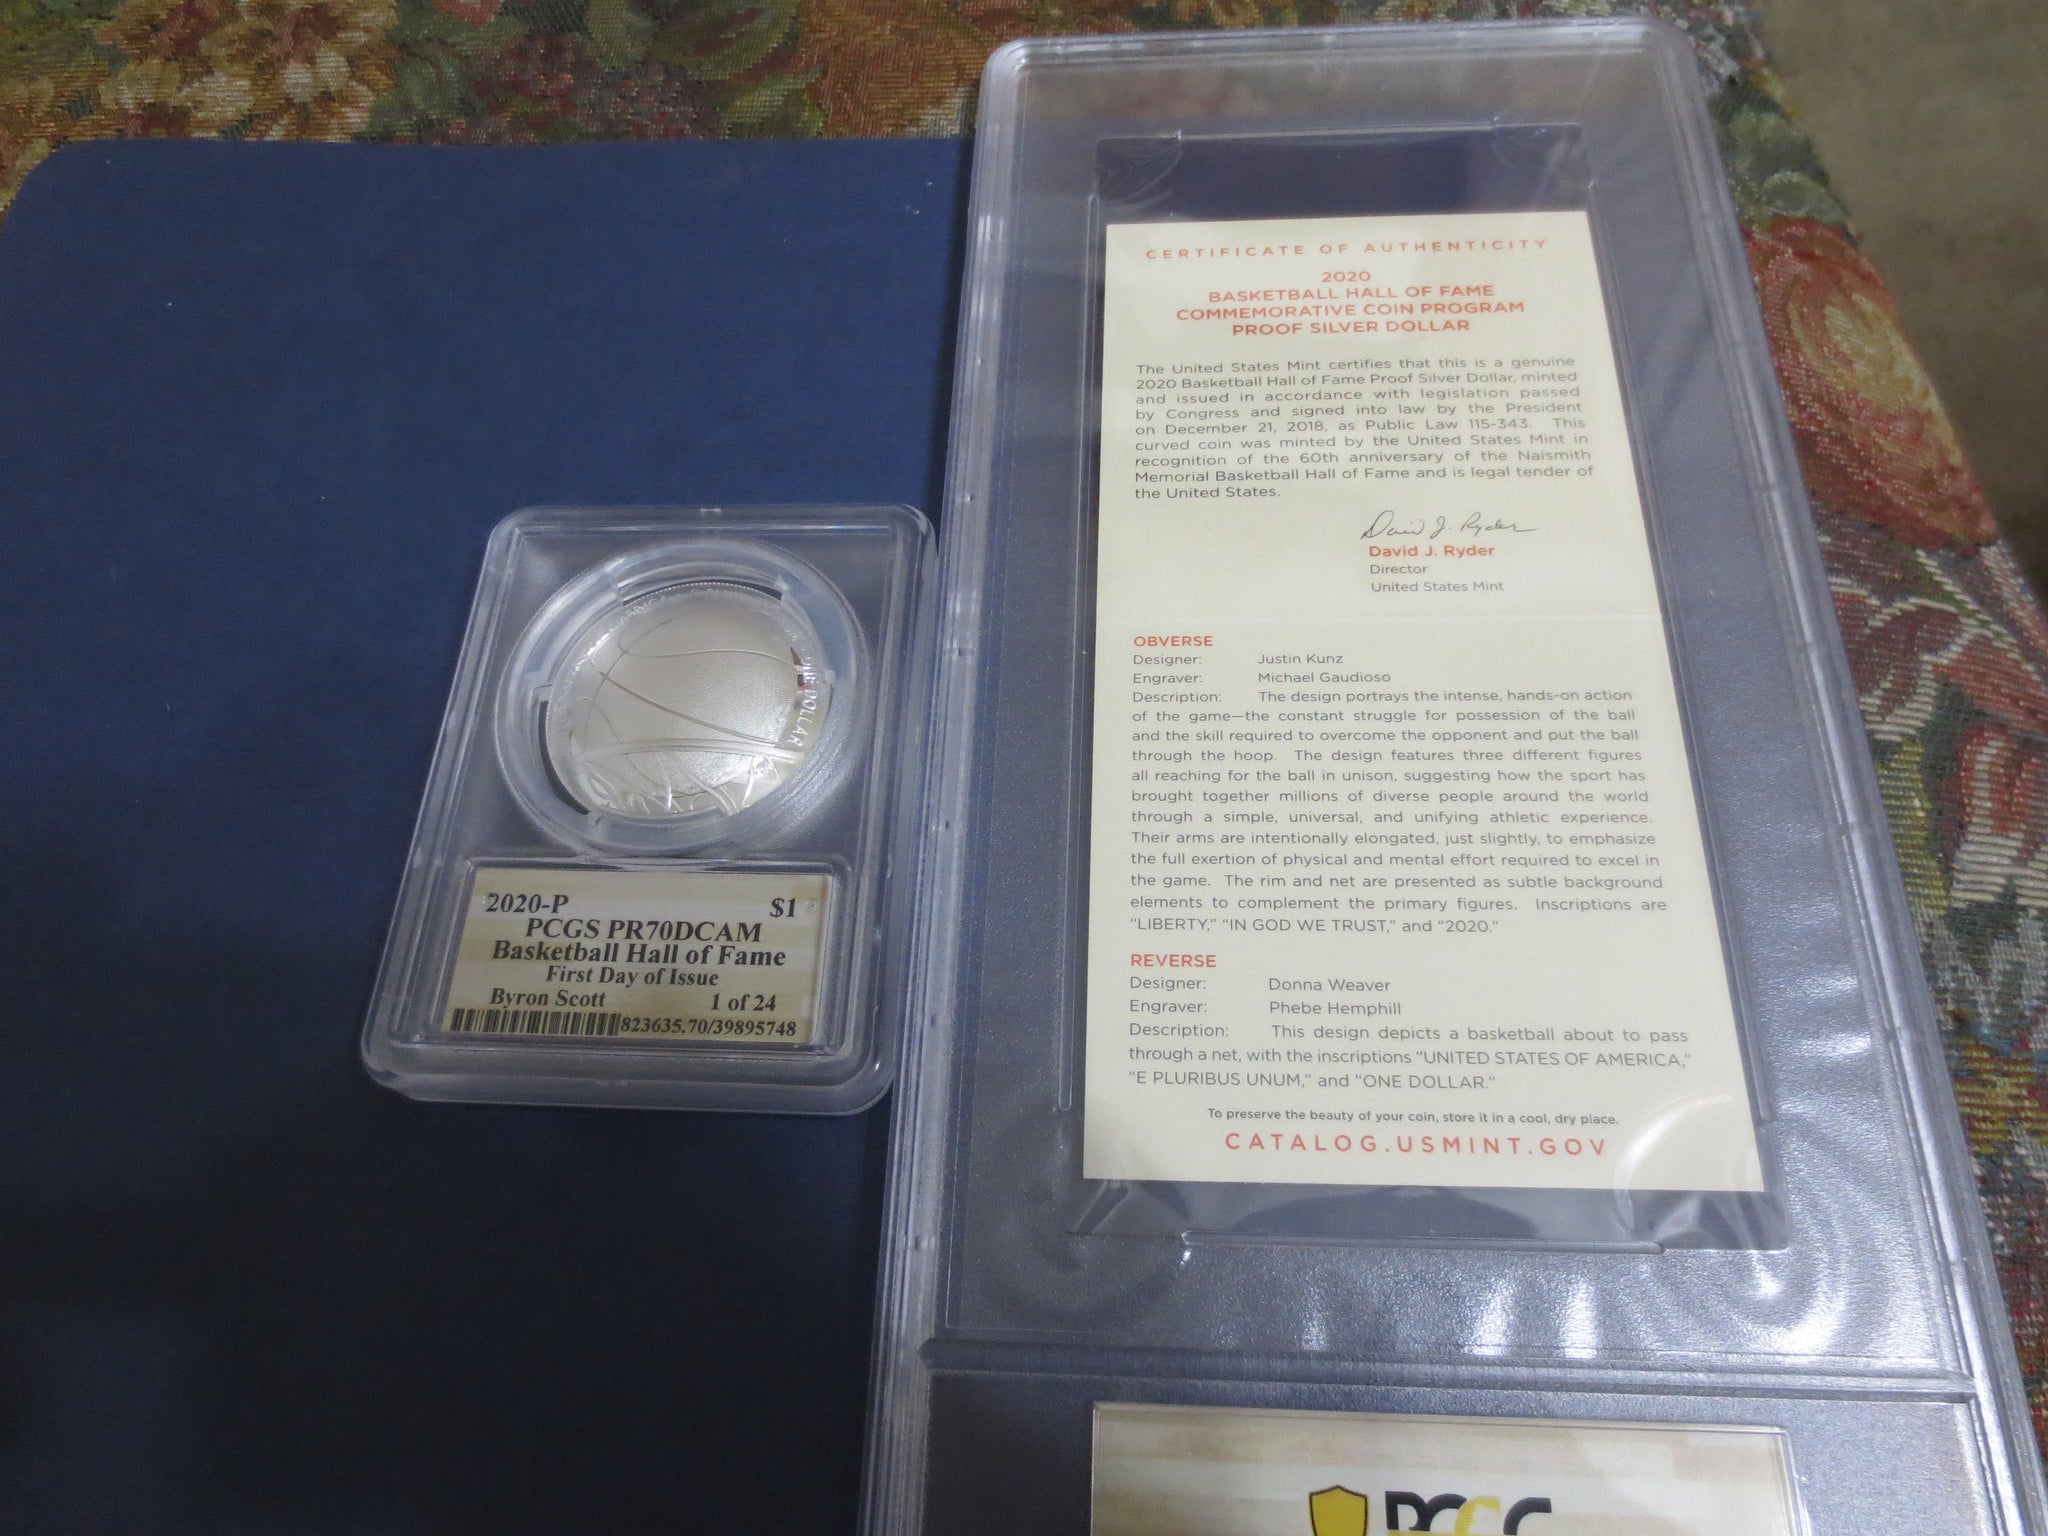 DOLLAR
2020-P $1
PCGS PR70DCAM
Basketball Hall of Fame
First Day of Issue
Byron Scott 1 of 24
823635.70/39895748
CERTIFICATE OF AUTHENTICITY
2020
BASKETBALL HALL OF FAME
COMMEMORATIVE COIN PROGRAM
PROOF SILVER DOLLAR
The United States Mint certifies that this is a genuine
2020 Basketball Hall of Fame Proof Silver Dollar, minted
and issued in accordance with legislation passed
by Congress and signed into law by the President
on December 21, 2018, as Public Law 115-343. This
curved coin was minted by the United States Mint in
recognition of the 60th anniversary of the Naismith
Memorial Basketball Hall of Fame and is legal tender of
the United States.
David J. Ryder
David J. Ryder
Director
United States Mint
OBVERSE
Designer: Justin Kunz
Engraver: Michael Gaudioso
Description: The design portrays the intense, hands-on action
of the game—the constant struggle for possession of the ball
and the skill required to overcome the opponent and put the ball
through the hoop. The design features three different figures
all reaching for the ball in unison, suggesting how the sport has
brought together millions of diverse people around the world
through a simple, universal, and unifying athletic experience.
Their arms are intentionally elongated, just slightly, to emphasize
the full exertion of physical and mental effort required to excel in
the game. The rim and net are presented as subtle background
elements to complement the primary figures. Inscriptions are
“LIBERTY,” “IN GOD WE TRUST,” and “2020.”
REVERSE
Designer: Donna Weaver
Engraver: Phebe Hemphill
Description: This design depicts a basketball about to pass
through a net, with the inscriptions “UNITED STATES OF AMERICA,”
“E PLURIBUS UNUM,” and “ONE DOLLAR.”
To preserve the beauty of your coin, store it in a cool, dry place.
CATALOG.USMINT.GOV
PCGS